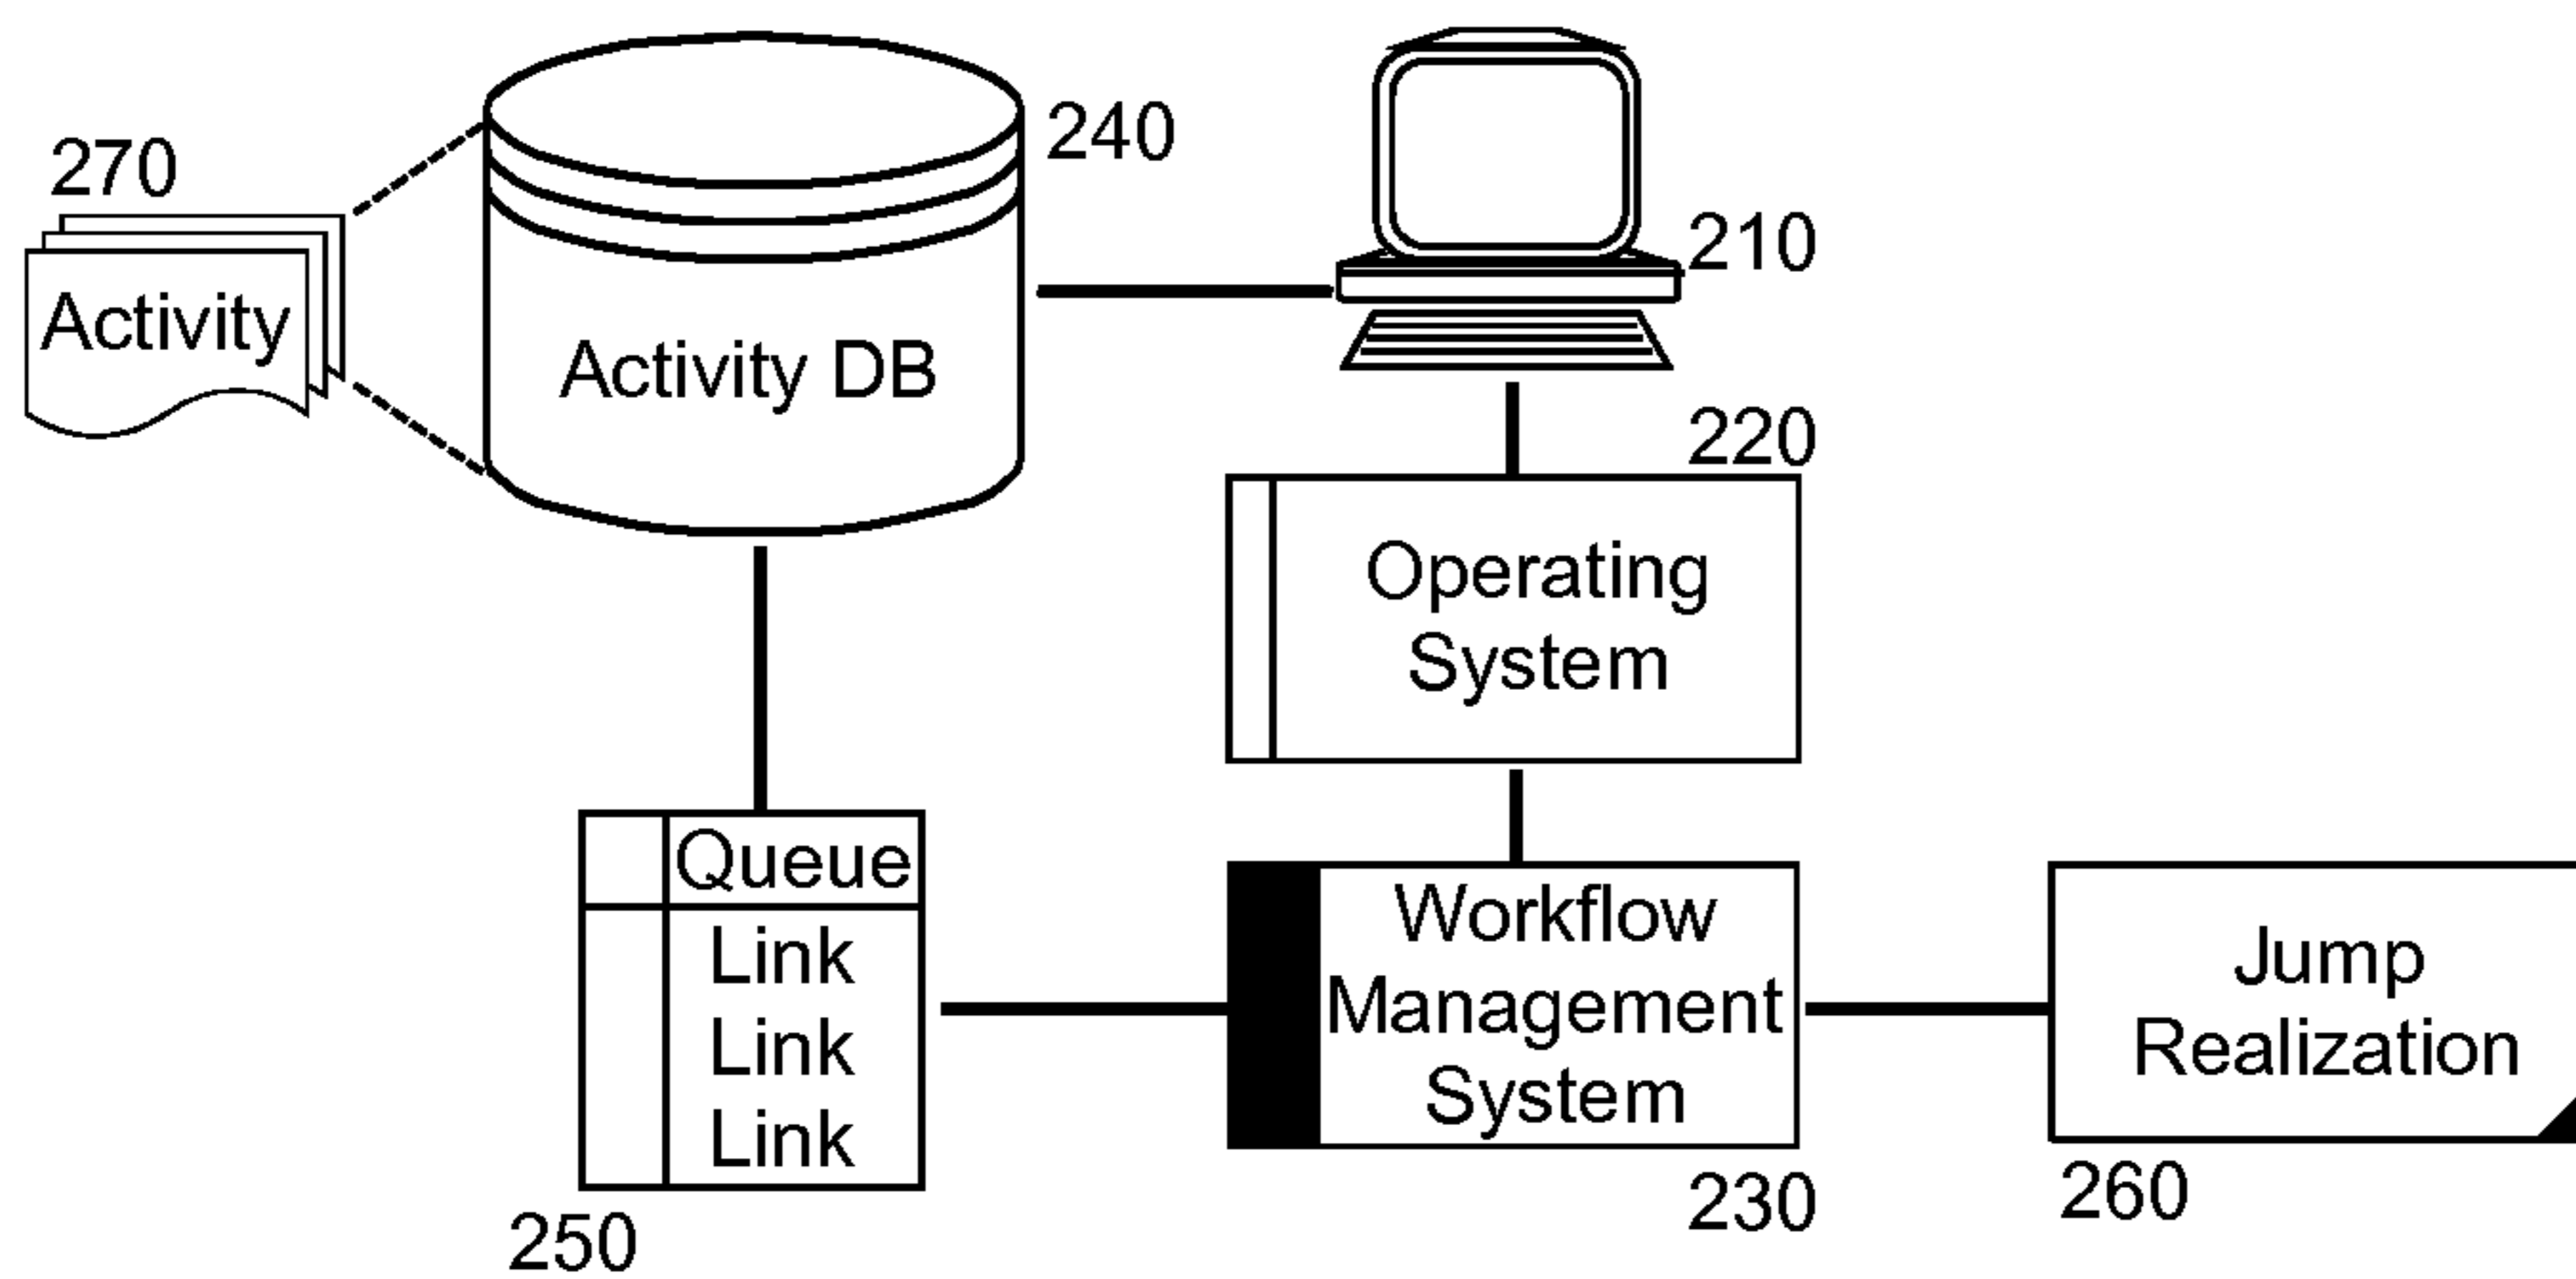 270
Activity
240
Activity DB
210
220
Operating
System
Queue
Link
Link
Link
250
Workflow
Management
System
230
Jump
Realization
260